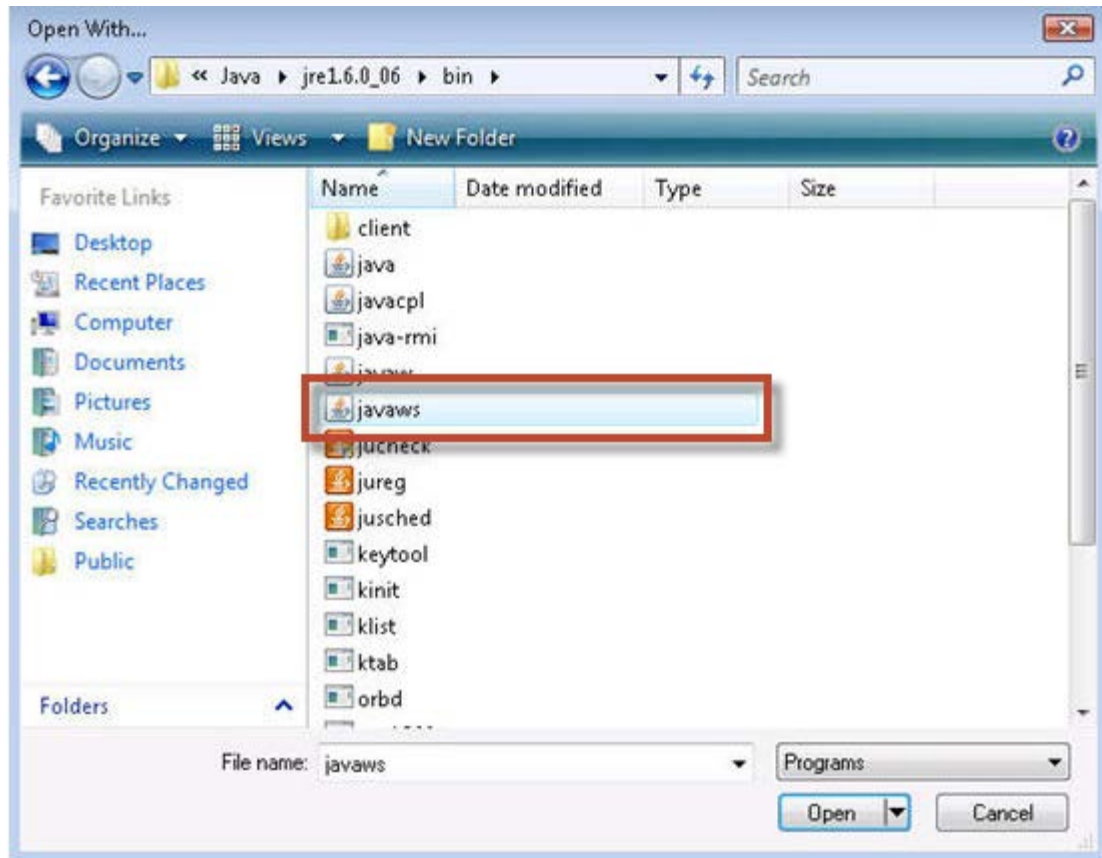 Open With...
« Java jre1.6.0_06 bin Search
Organize Views New Folder
Favorite Links
Desktop
Recent Places
Computer
Documents
Pictures
Music
Recently Changed
Searches
Public
Folders
Name Date modified Type Size
client
java
javacpl
java-rmi
javaw
javaws
jucheck
jureg
jusched
keytool
kinit
klist
ktab
orbd
File name: javaws Programs
Open Cancel